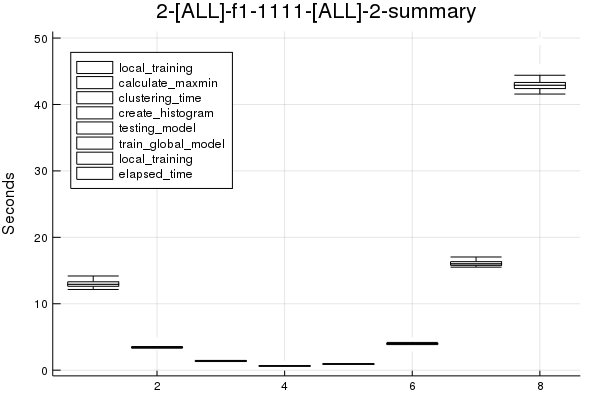 2-[ALL]-f1-1111-[ALL]-2-summary
50
40
30
20
10
0
Seconds
local_training
calculate_maxmin
clustering_time
create_histogram
testing_model
train_global_model
local_training
elapsed_time
2
4
6
8